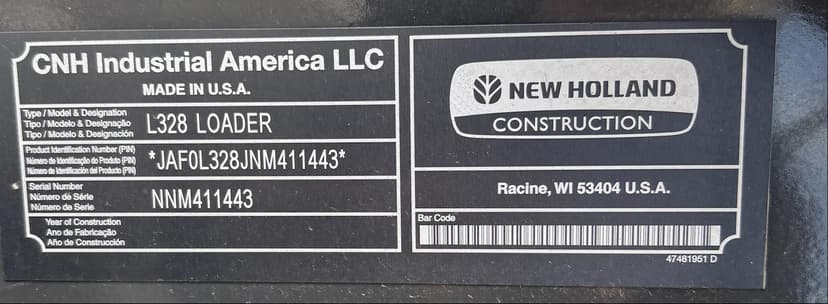 CNH Industrial America LLC
MADE IN U.S.A.
Type / Model & Designation
Tipo / Modelo & Designação
Tipo / Modelo & Designación
L328 LOADER
Product Identification Number (PIN)
Número de Identificação do Produto (PIN)
Número de Identificación del Producto (PIN)
*JAF0L328JNM411443*
Serial Number
Número de Série
Número de Serie
NNM411443
Year of Construction
Ano de Fabricação
Año de Construcción
NEW HOLLAND
CONSTRUCTION
Racine, WI 53404 U.S.A.
Bar Code
47481951 D